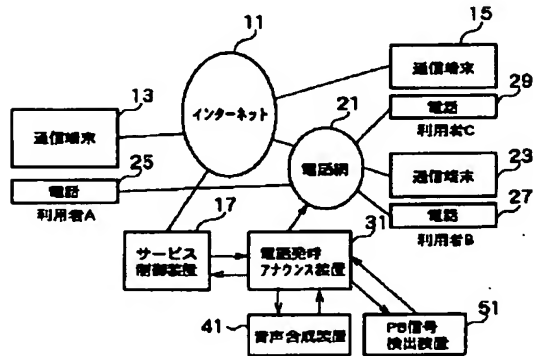 11
15
13
通信端末
29
インターネット
21
電話
利用者C
通信端末
25
電話網
23
電話
通信端末
利用者A
27
17
31
電話
利用者B
サービス
制御装置
電話発呼
アナウンス装置
41
51
音声合成装置
PB信号
検出装置